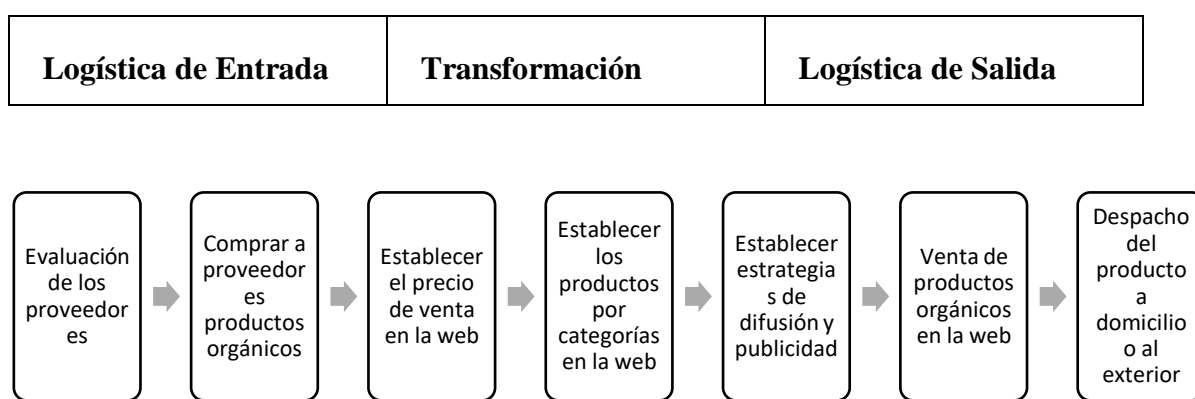 Logística de Entrada
Transformación
Logística de Salida
Evaluación
de los
proveedor
es
Comprar a
proveedor
es
productos
orgánicos
Establecer
el precio
de venta
en la web
Establecer
los
productos
por
categorías
en la web
Establecer
estrategia
s de
difusión y
publicidad
Venta de
productos
orgánicos
en la web
Despacho
del
producto
a
domicilio
o al
exterior